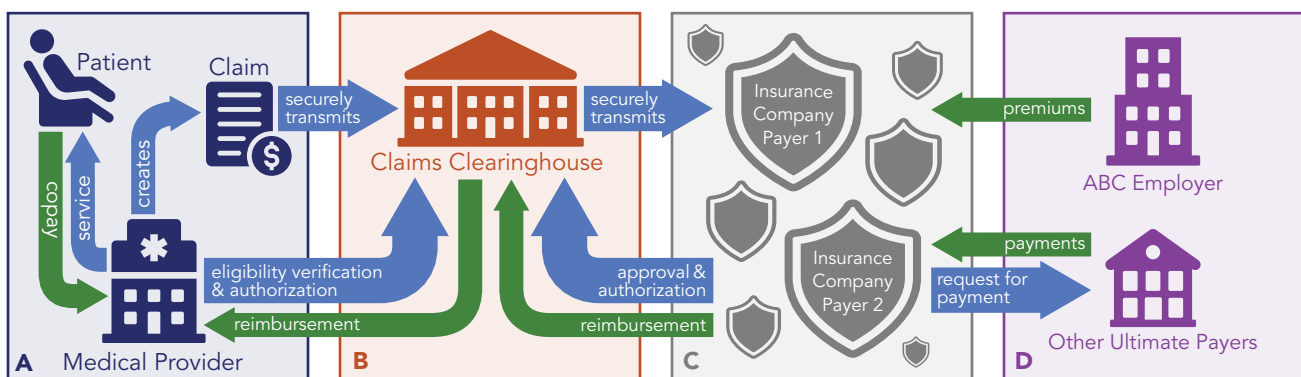 Patient
Claim
copay
service
creates
securely
transmits
$
Medical Provider
A
eligibility verification
& authorization
reimbursement
Claims Clearinghouse
B
securely
transmits
approval &
authorization
reimbursement
Insurance
Company
Payer 1
Insurance
Company
Payer 2
C
premiums
ABC Employer
payments
request for
payment
Other Ultimate Payers
D